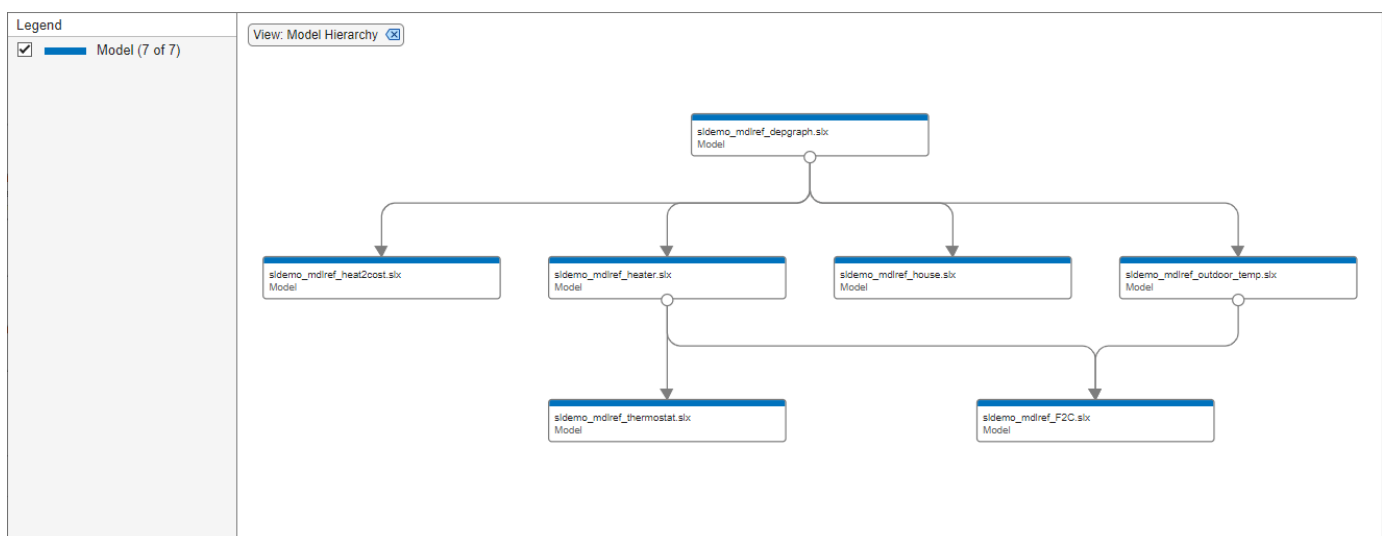 Legend
Model (7 of 7)
View: Model Hierarchy
sldemo_mdlref_depgraph.slx
Model
sldemo_mdlref_heat2cost.slx
Model
sldemo_mdlref_heater.slx
Model
sldemo_mdlref_house.slx
Model
sldemo_mdlref_outdoor_temp.slx
Model
sldemo_mdlref_thermostat.slx
Model
sldemo_mdlref_F2C.slx
Model